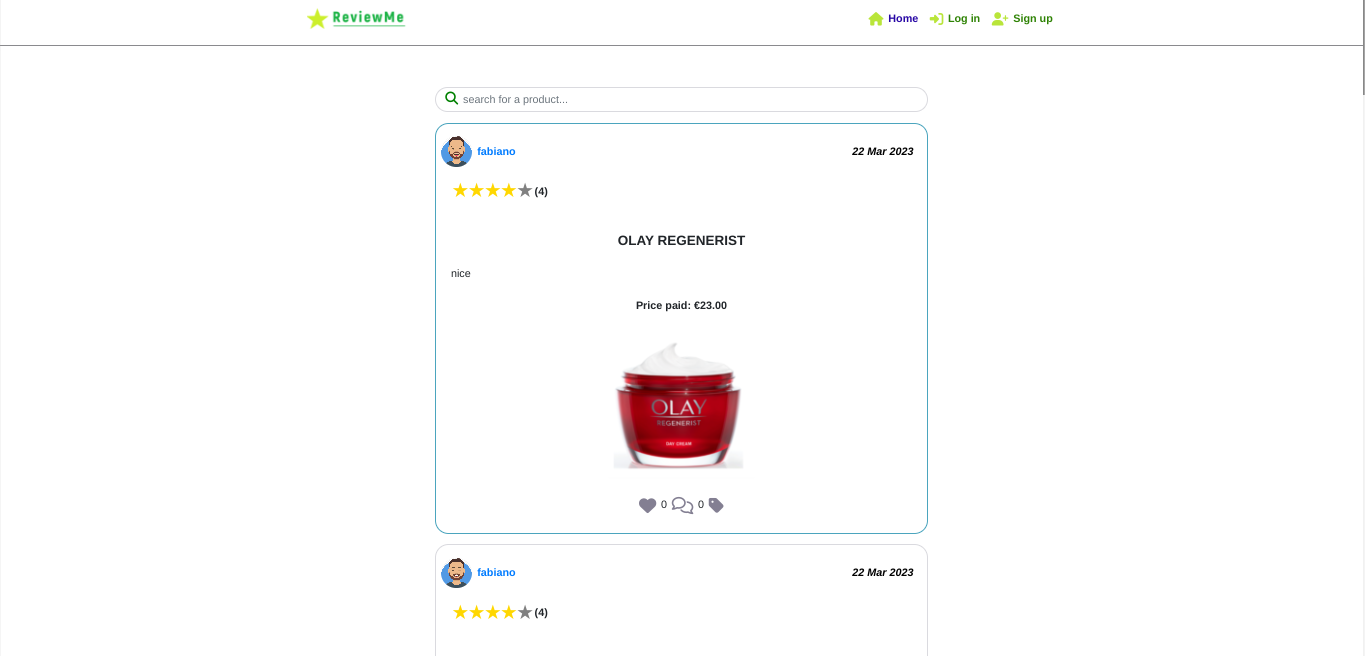 ReviewMe
Home Log in Sign up
search for a product...
fabiano 22 Mar 2023
(4)
OLAY REGENERIST
nice
Price paid: €23.00
OLAY
REGENERIST
DAY CREAM
0 0
fabiano 22 Mar 2023
(4)